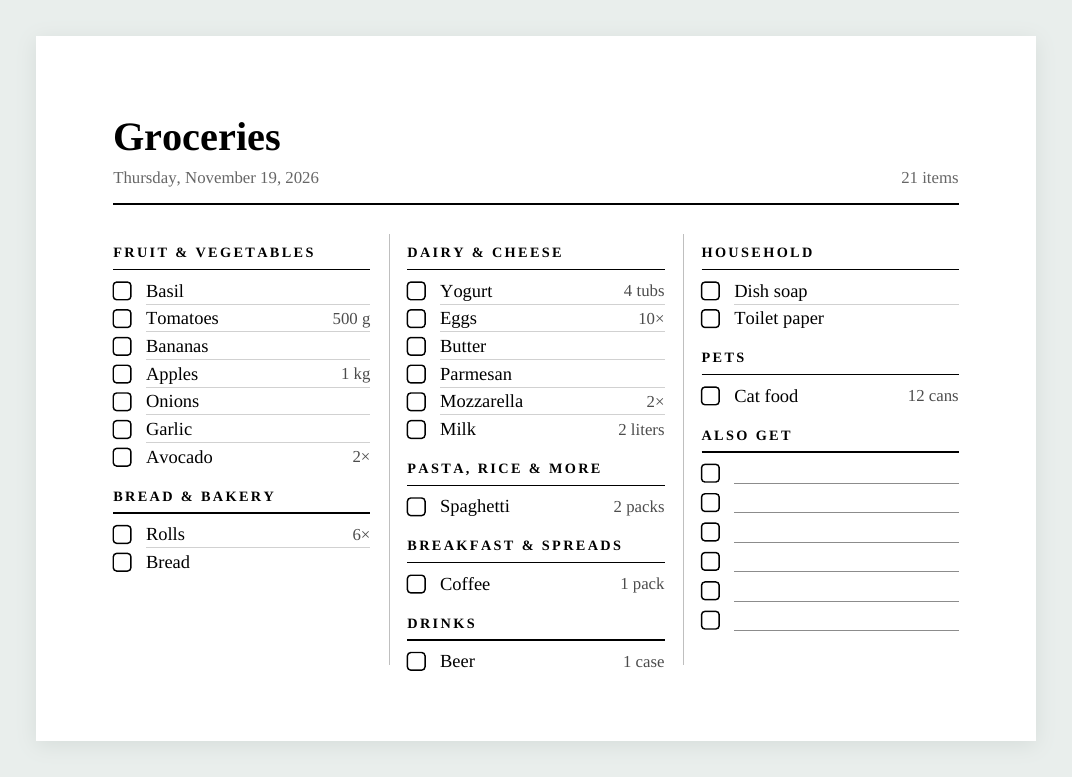 Groceries
Thursday, November 19, 2026
21 items
FRUIT & VEGETABLES
Basil
Tomatoes 500 g
Bananas
Apples 1 kg
Onions
Garlic
Avocado 2×
BREAD & BAKERY
Rolls 6×
Bread
DAIRY & CHEESE
Yogurt 4 tubs
Eggs 10×
Butter
Parmesan
Mozzarella 2×
Milk 2 liters
PASTA, RICE & MORE
Spaghetti 2 packs
BREAKFAST & SPREADS
Coffee 1 pack
DRINKS
Beer 1 case
HOUSEHOLD
Dish soap
Toilet paper
PETS
Cat food 12 cans
ALSO GET